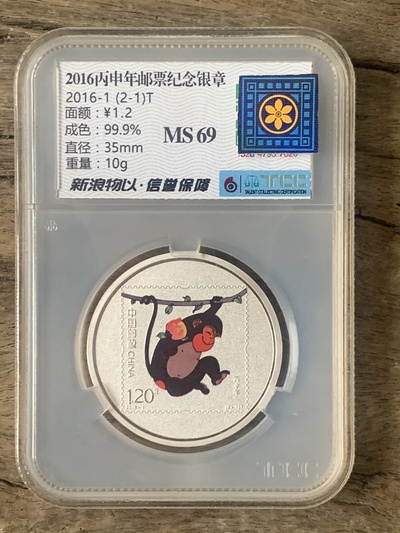 2016丙申年邮票纪念银章
2016-1 (2-1)T
面额：¥1.2
成色：99.9%
直径：35mm
重量：10g
MS 69
新浪物以·信誉保障
TCC
TALENT COLLECTING CERTIFICATION
中国邮政 CHINA
1.20元